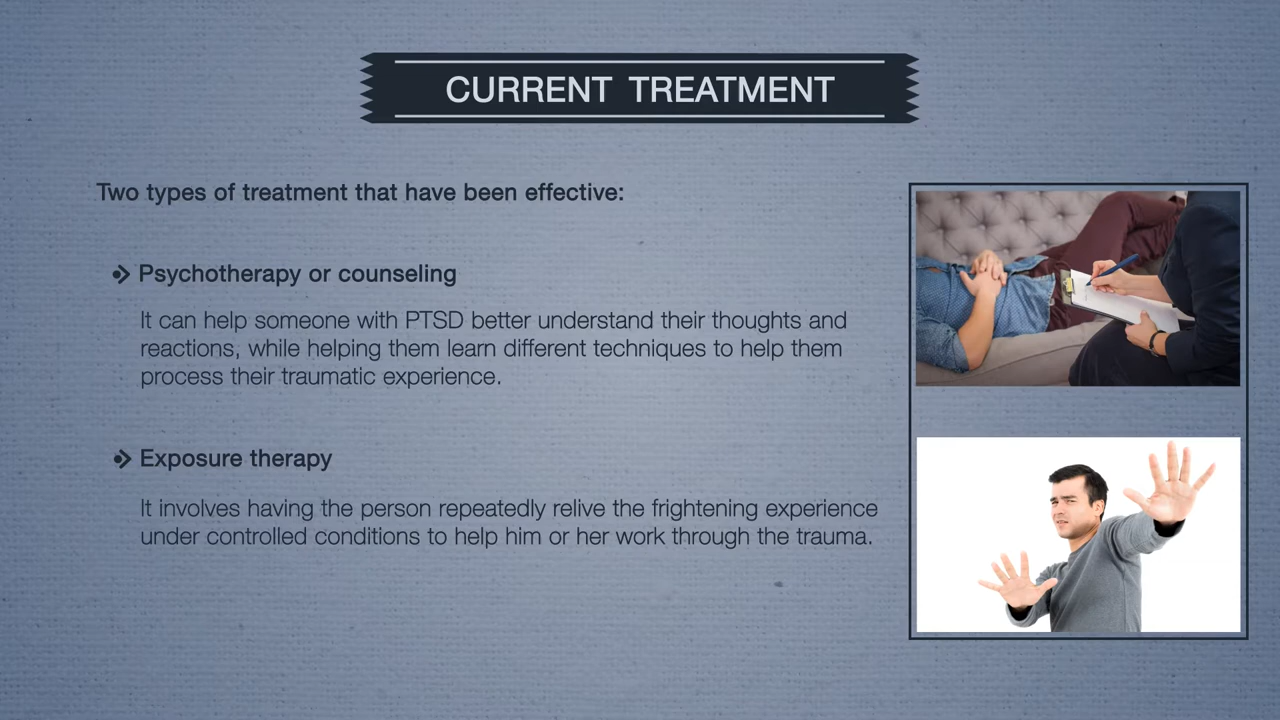 CURRENT TREATMENT
Two types of treatment that have been effective:
Psychotherapy or counseling
It can help someone with PTSD better understand their thoughts and
reactions, while helping them learn different techniques to help them
process their traumatic experience.
Exposure therapy
It involves having the person repeatedly relive the frightening experience
under controlled conditions to help him or her work through the trauma.